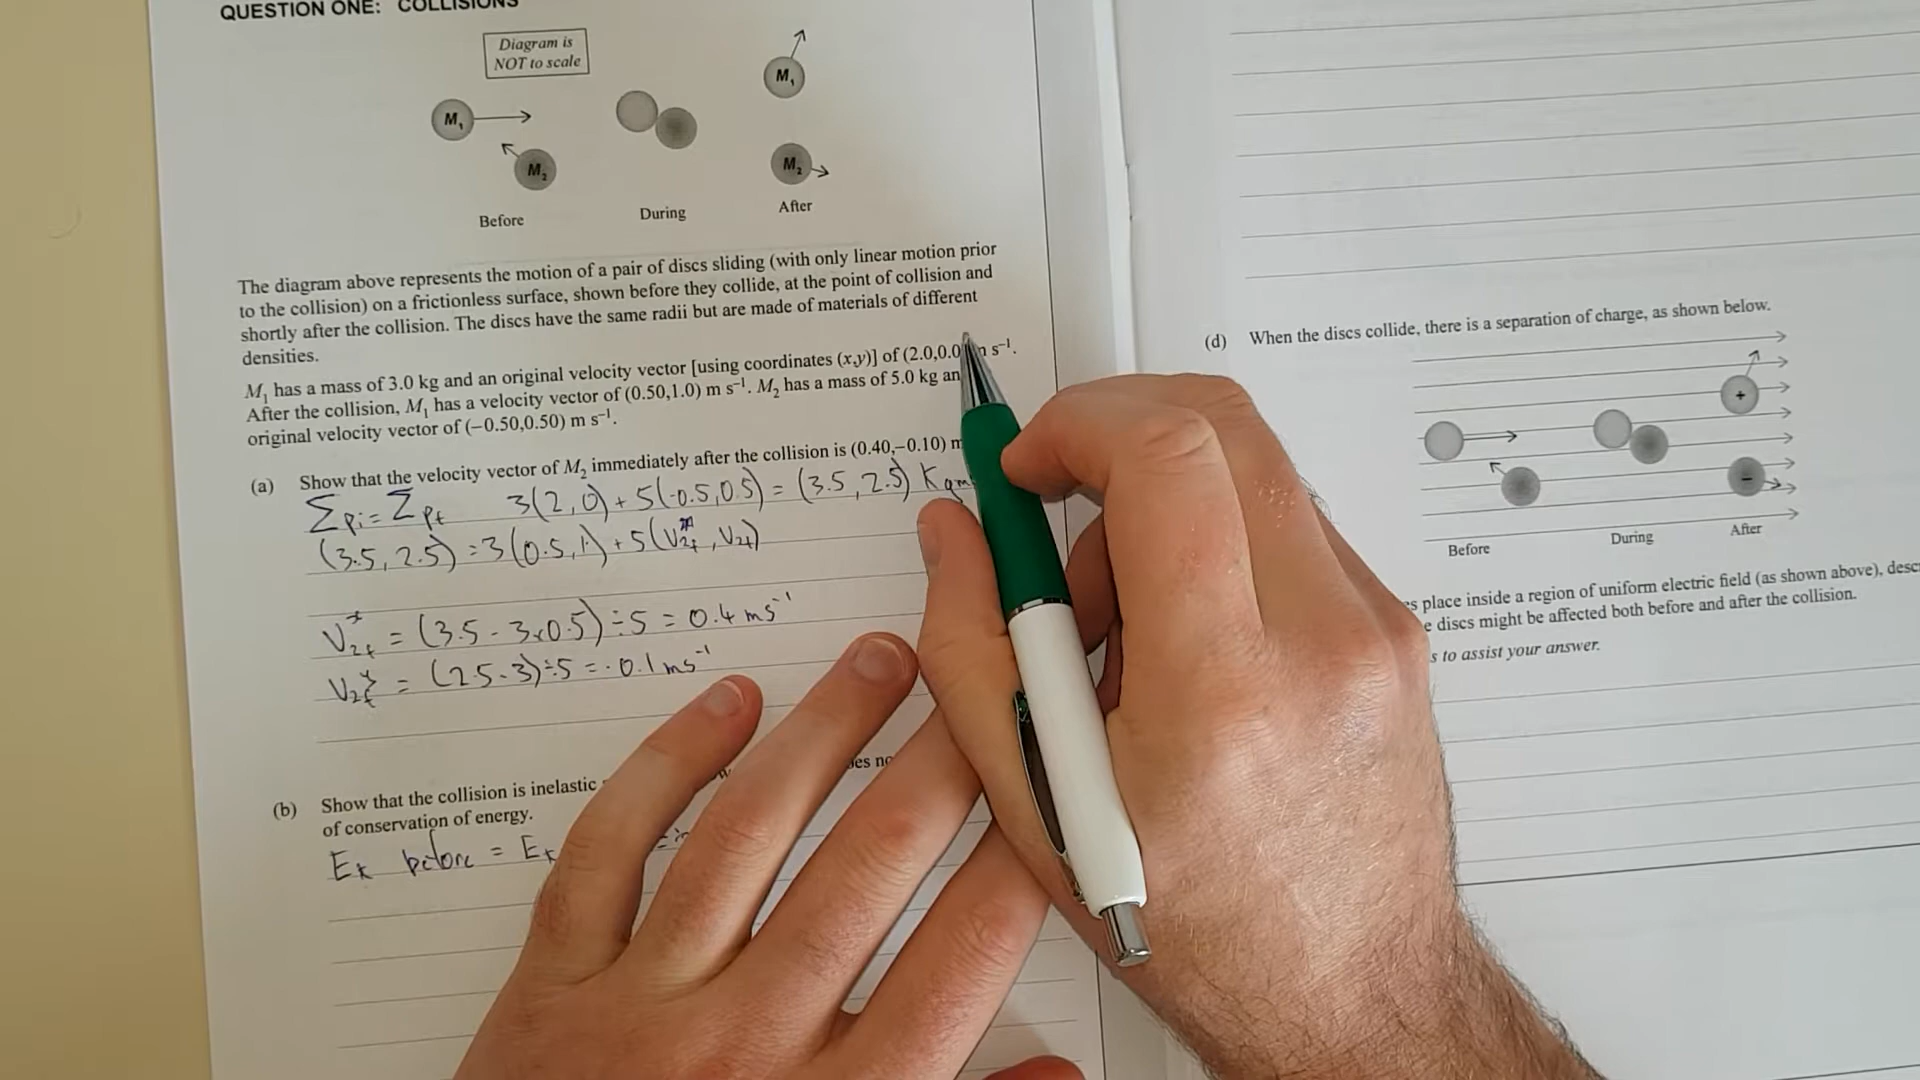 QUESTION ONE: COLLISIONS
Diagram is
NOT to scale
M₁
M₂
M₁
M₂
Before
During
After
The diagram above represents the motion of a pair of discs sliding (with only linear motion prior
to the collision) on a frictionless surface, shown before they collide, at the point of collision and
shortly after the collision. The discs have the same radii but are made of materials of different
densities.
M₁ has a mass of 3.0 kg and an original velocity vector [using coordinates (x,y)] of (2.0,0.0 s⁻¹.
After the collision, M₁ has a velocity vector of (0.50,1.0) m s⁻¹. M₂ has a mass of 5.0 kg an
original velocity vector of (−0.50,0.50) m s⁻¹.
(a) Show that the velocity vector of M₂ immediately after the collision is (0.40,−0.10) m
Σpi = Σpf 3(2,0) + 5(-0.5,0.5) = (3.5,2.5) Kgm
(3.5,2.5) = 3(0.5,1) + 5(V2f, V2f)
V2f = (3.5 - 3x0.5) ÷ 5 = 0.4 ms⁻¹
V2f = (2.5-3) ÷ 5 = -0.1 ms⁻¹
(b) Show that the collision is inelastic
of conservation of energy.
Ek before = Ek
(d) When the discs collide, there is a separation of charge, as shown below.
+
−
Before
During
After
place inside a region of uniform electric field (as shown above), desc
e discs might be affected both before and after the collision.
s to assist your answer.